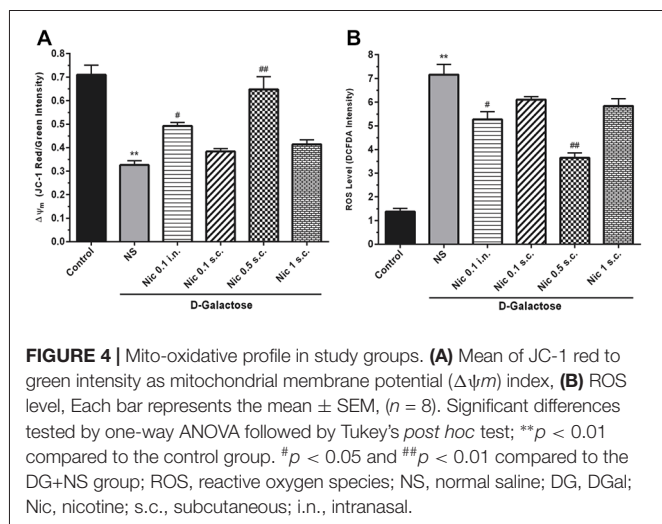 A
B
Δψm (JC-1 Red/Green Intensity)
0.8
0.7
0.6
0.5
0.4
0.3
0.2
0.1
0.0
**
#
##
Control
NS
Nic 0.1 i.n.
Nic 0.1 s.c.
Nic 0.5 s.c.
Nic 1 s.c.
D-Galactose
ROS Level (DCFDA Intensity)
8
7
6
5
4
3
2
1
0
**
#
##
Control
NS
Nic 0.1 i.n.
Nic 0.1 s.c.
Nic 0.5 s.c.
Nic 1 s.c.
D-Galactose
FIGURE 4 | Mito-oxidative profile in study groups. (A) Mean of JC-1 red to
green intensity as mitochondrial membrane potential (Δψm) index, (B) ROS
level, Each bar represents the mean ± SEM, (n = 8). Significant differences
tested by one-way ANOVA followed by Tukey's post hoc test; **p < 0.01
compared to the control group. #p < 0.05 and ##p < 0.01 compared to the
DG+NS group; ROS, reactive oxygen species; NS, normal saline; DG, DGal;
Nic, nicotine; s.c., subcutaneous; i.n., intranasal.